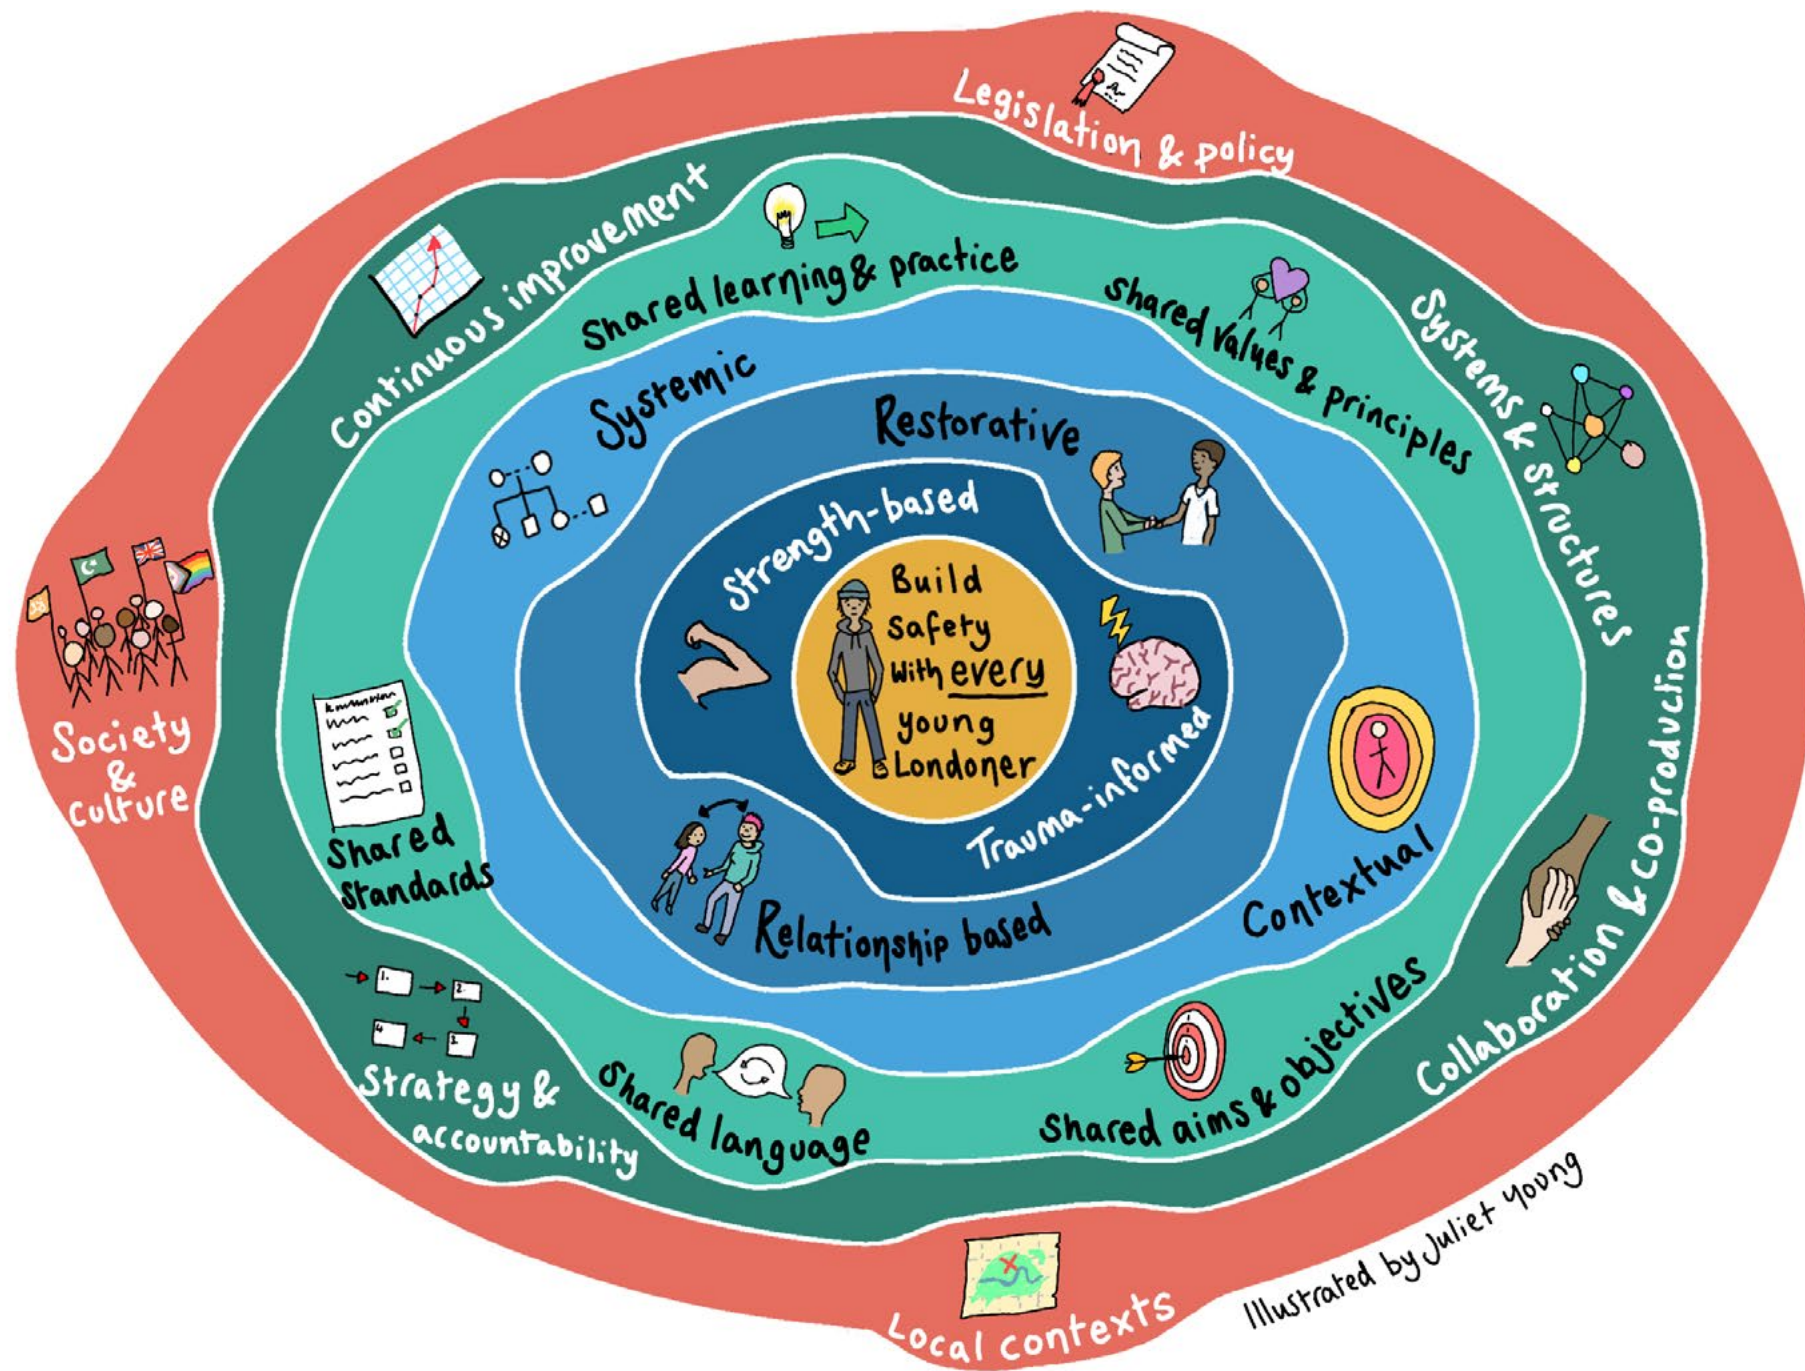 Legislation & policy
Continuous improvement
Shared learning & practice
Shared values & principles
Systems & structures
Systemic
Restorative
Strength-based
Build
Safety
With every
young
Londoner
Trauma-informed
Society
&
culture
Shared
Standards
Relationship based
Contextual
Collaboration & co-production
Strategy &
accountability
Shared language
Shared aims & objectives
Local contexts
Illustrated by Juliet Young